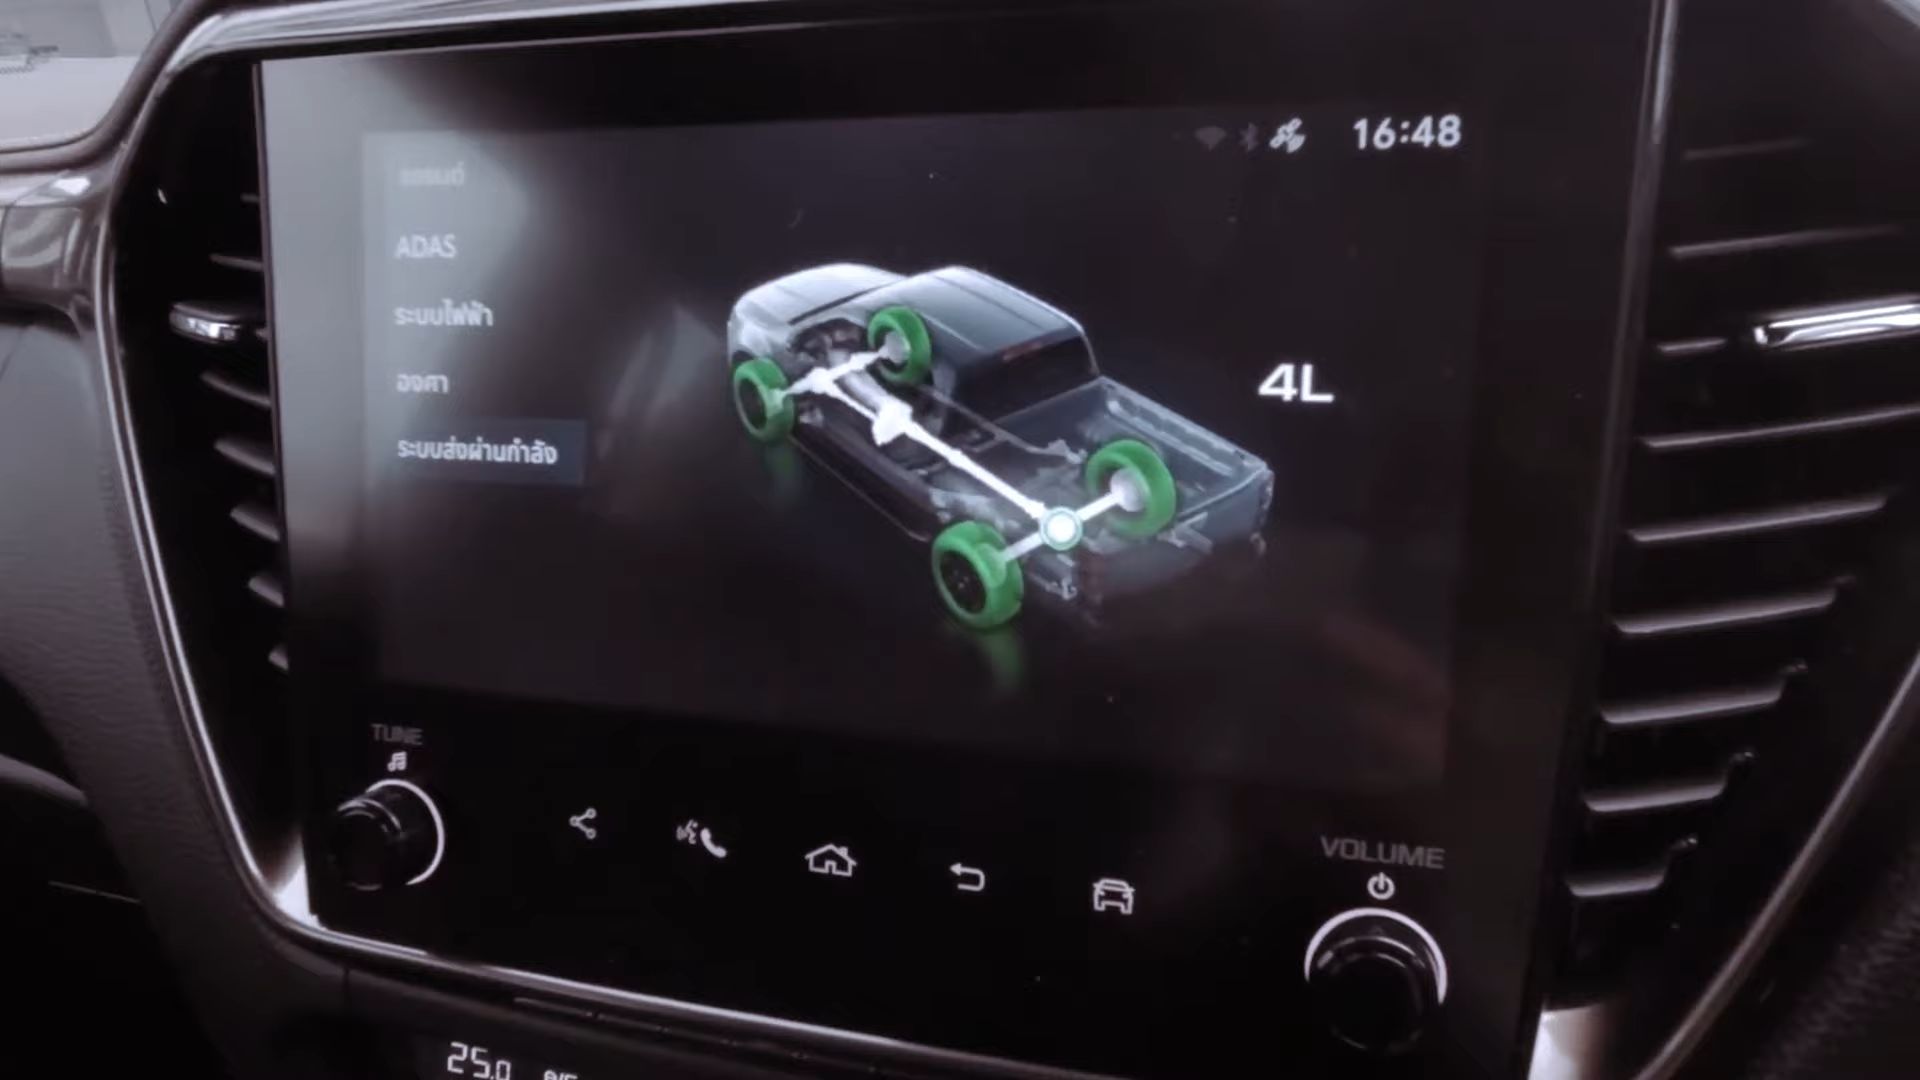 16:48
ADAS
ระบบไฟฟ้า
องศา
4L
ระบบส่งผ่านกำลัง
TUNE
VOLUME
25.0